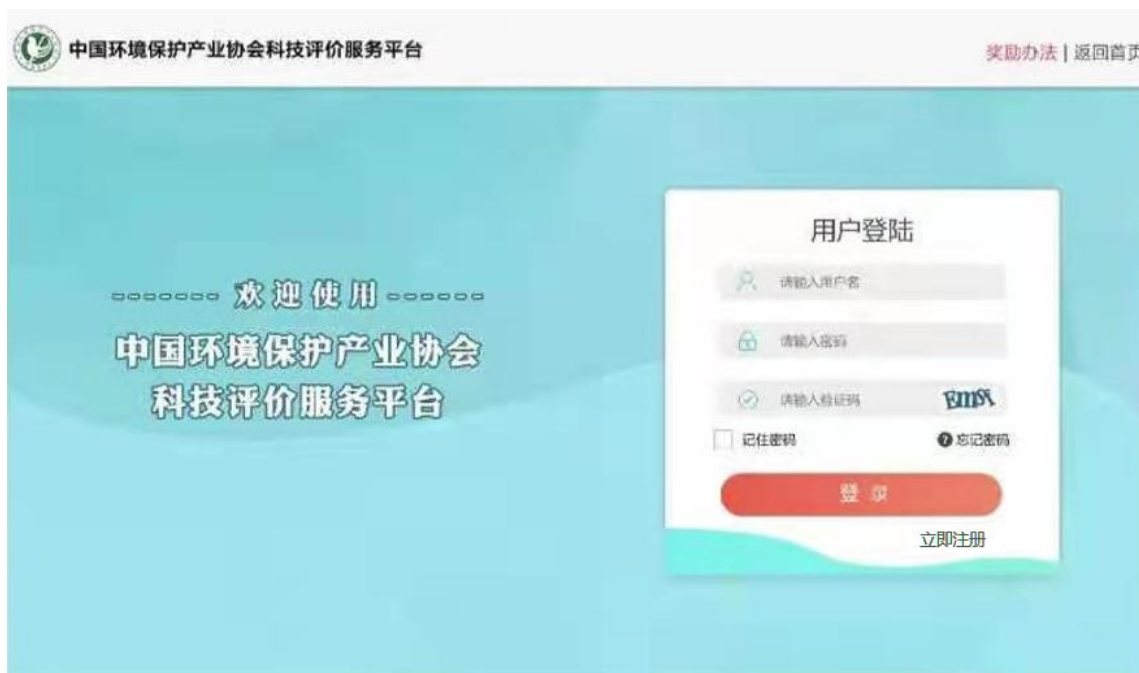 中国环境保护产业协会科技评价服务平台
奖励办法 | 返回首页
------- 欢迎使用 ------
中国环境保护产业协会
科技评价服务平台
用户登陆
请输入用户名
请输入密码
请输入验证码
记住密码
忘记密码
登录
立即注册